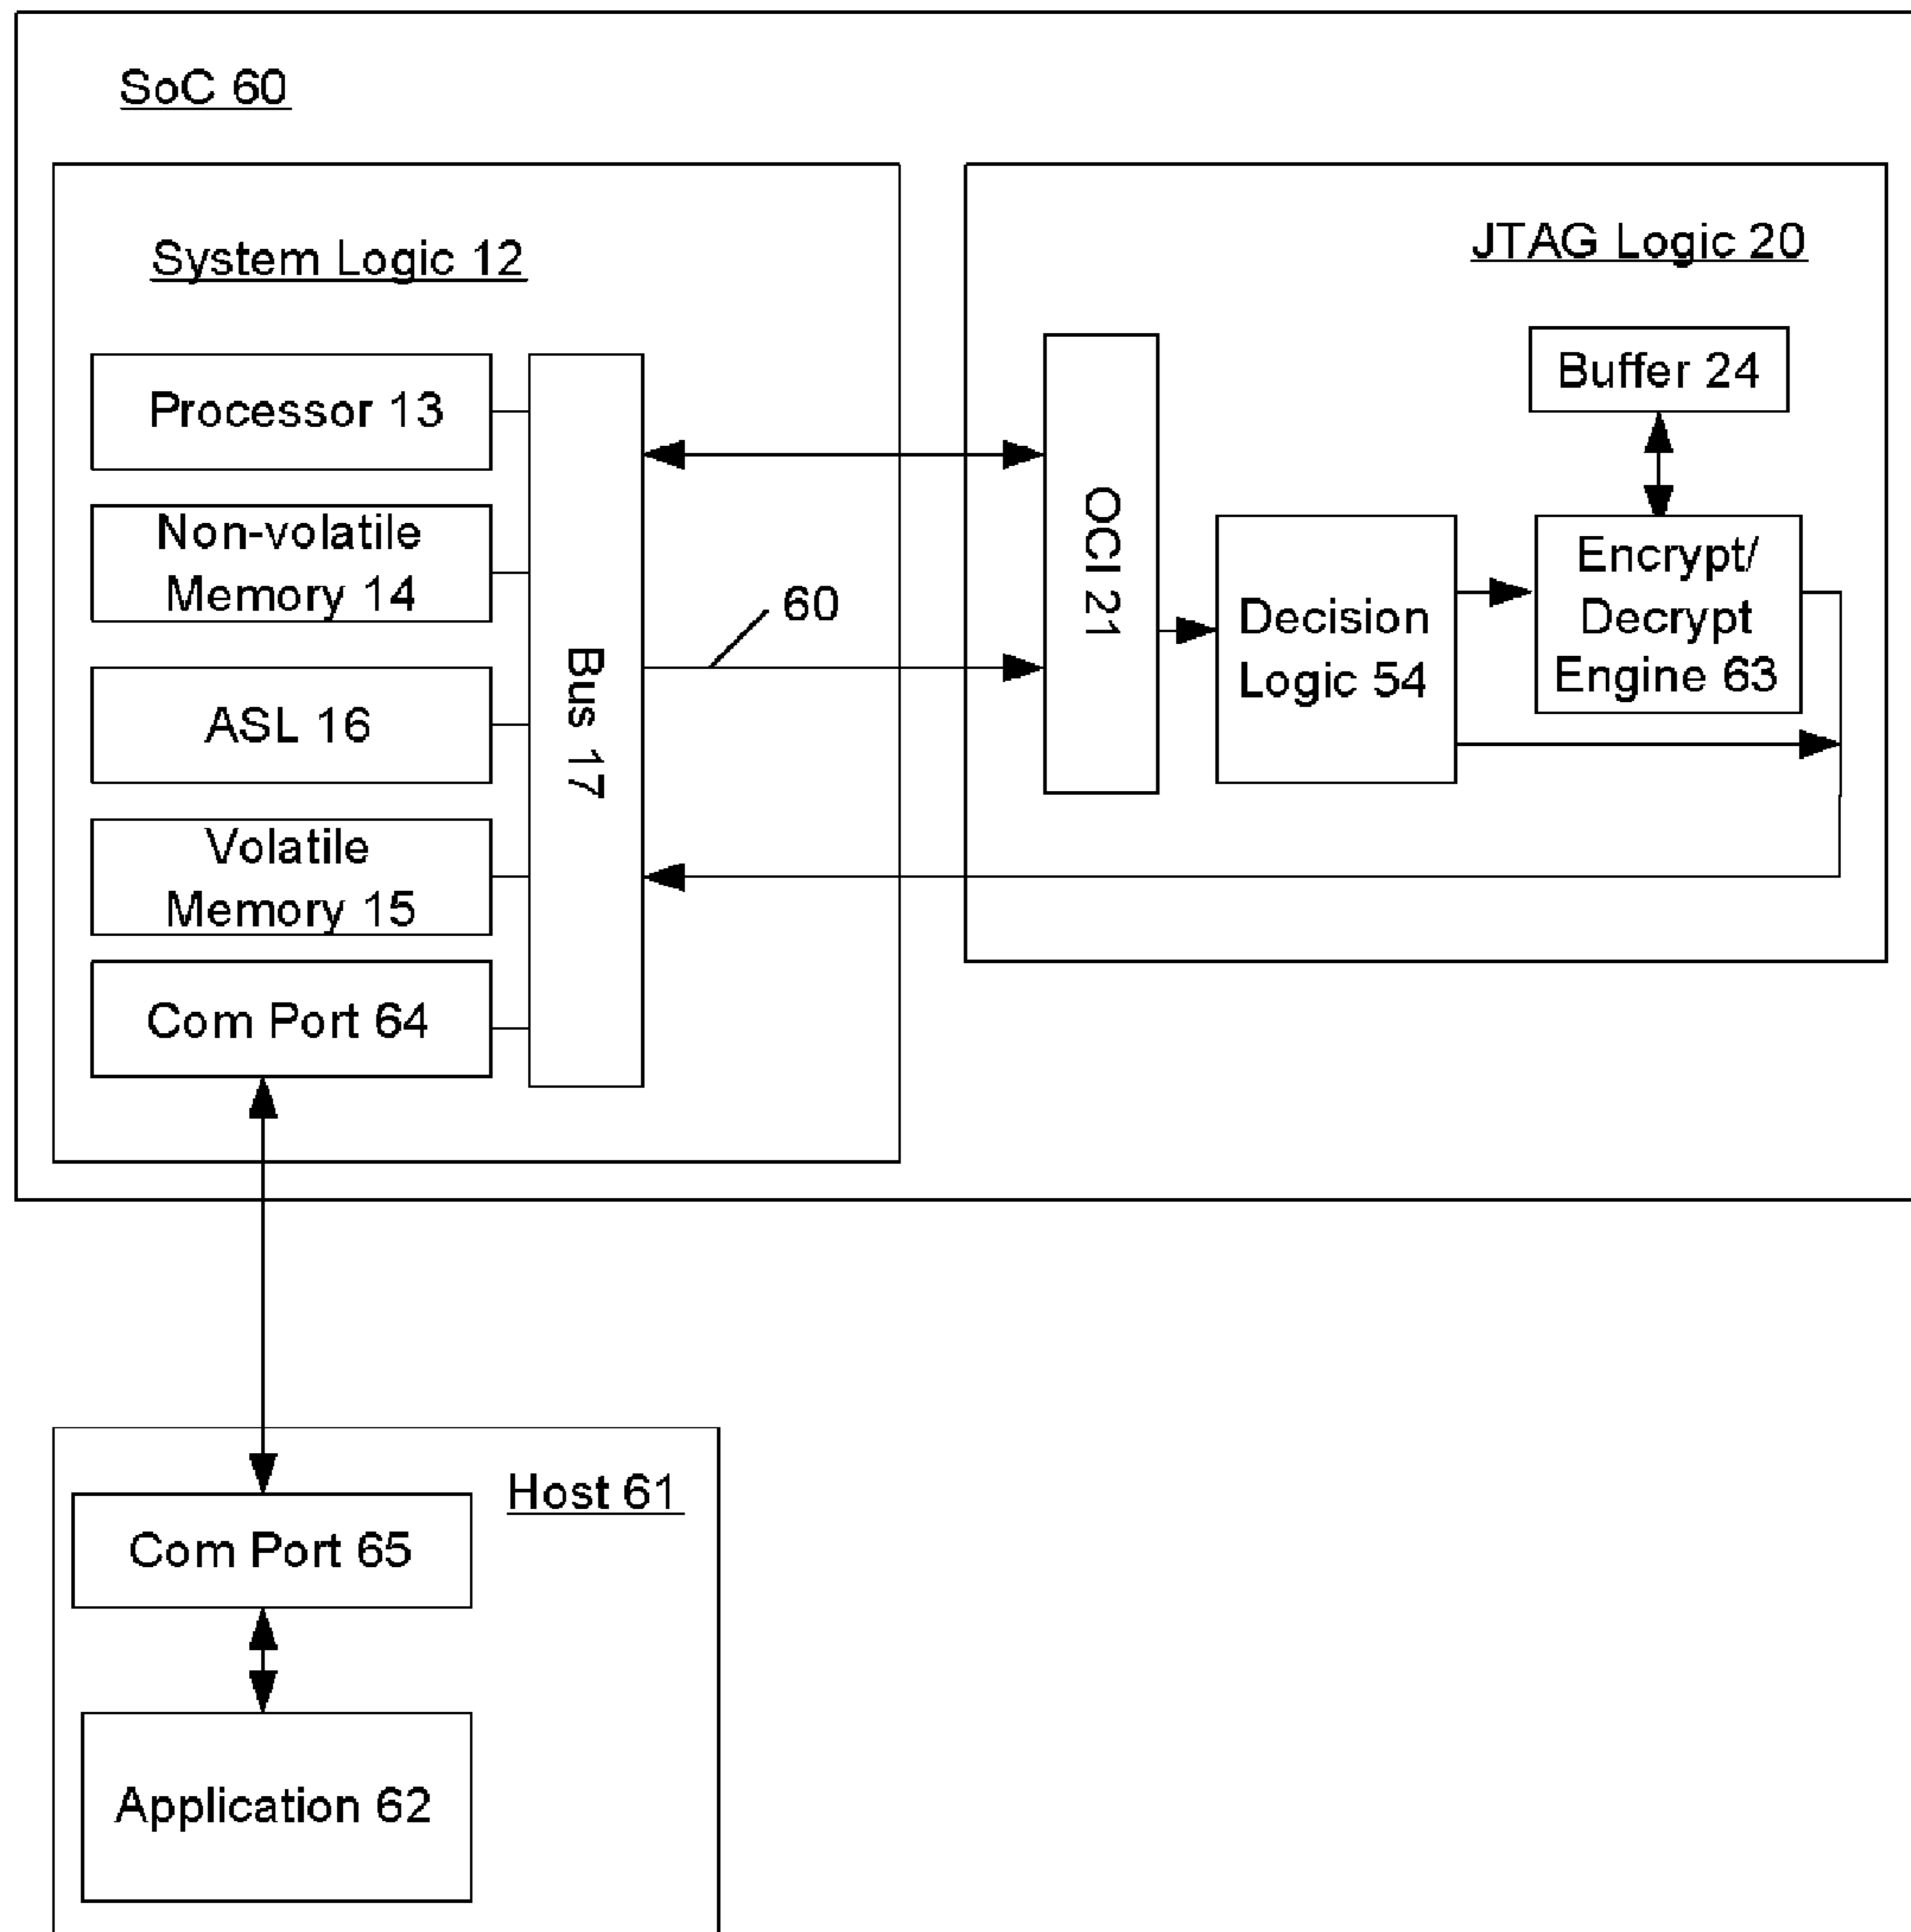 SoC 60
System Logic 12
Processor 13
Non-volatile
Memory 14
ASL 16
Volatile
Memory 15
Com Port 64
Bus 17
60
JTAG Logic 20
OCI 21
Decision
Logic 54
Buffer 24
Encrypt/
Decrypt
Engine 63
Host 61
Com Port 65
Application 62